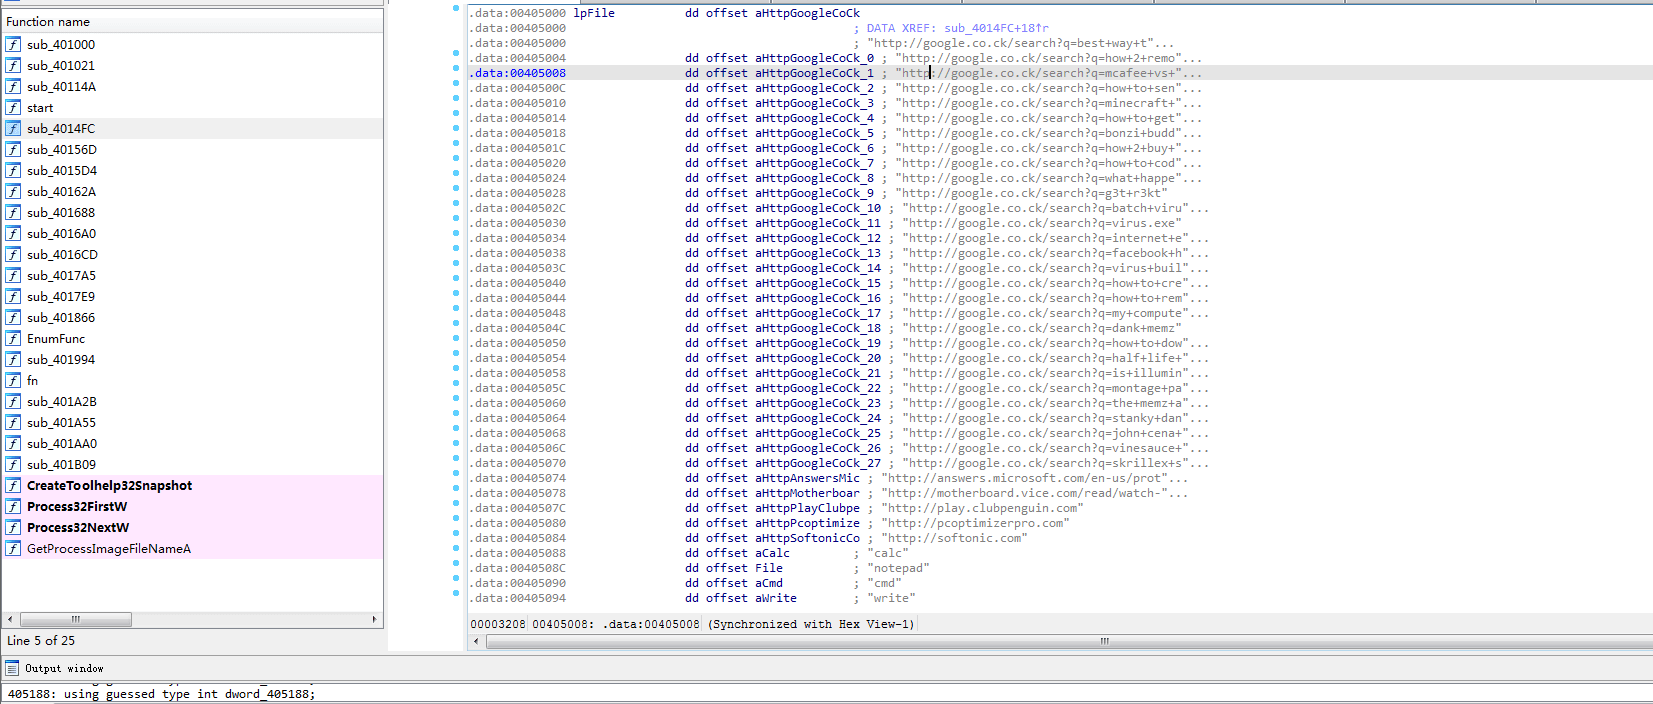 Function name
f sub_401000
f sub_401021
f sub_40114A
f start
f sub_4014FC
f sub_40156D
f sub_4015D4
f sub_40162A
f sub_401688
f sub_4016A0
f sub_4016CD
f sub_4017A5
f sub_4017E9
f sub_401866
f EnumFunc
f sub_401994
f fn
f sub_401A2B
f sub_401A55
f sub_401AA0
f sub_401B09
f CreateToolhelp32Snapshot
f Process32FirstW
f Process32NextW
f GetProcessImageFileNameA
Line 5 of 25
.data:00405000 lpFile dd offset aHttpGoogleCoCk
.data:00405000 ; DATA XREF: sub_4014FC+18↑r
.data:00405000 ; "http://google.co.ck/search?q=best+way+t"...
.data:00405004 dd offset aHttpGoogleCoCk_0 ; "http://google.co.ck/search?q=how+2+remo"...
.data:00405008 dd offset aHttpGoogleCoCk_1 ; "http://google.co.ck/search?q=mcafee+vs+"...
.data:0040500C dd offset aHttpGoogleCoCk_2 ; "http://google.co.ck/search?q=how+to+sen"...
.data:00405010 dd offset aHttpGoogleCoCk_3 ; "http://google.co.ck/search?q=minecraft+"...
.data:00405014 dd offset aHttpGoogleCoCk_4 ; "http://google.co.ck/search?q=how+to+get"...
.data:00405018 dd offset aHttpGoogleCoCk_5 ; "http://google.co.ck/search?q=bonzi+budd"...
.data:0040501C dd offset aHttpGoogleCoCk_6 ; "http://google.co.ck/search?q=how+2+buy+"...
.data:00405020 dd offset aHttpGoogleCoCk_7 ; "http://google.co.ck/search?q=how+to+cod"...
.data:00405024 dd offset aHttpGoogleCoCk_8 ; "http://google.co.ck/search?q=what+happe"...
.data:00405028 dd offset aHttpGoogleCoCk_9 ; "http://google.co.ck/search?q=g3t+r3kt"
.data:0040502C dd offset aHttpGoogleCoCk_10 ; "http://google.co.ck/search?q=batch+viru"...
.data:00405030 dd offset aHttpGoogleCoCk_11 ; "http://google.co.ck/search?q=virus.exe"
.data:00405034 dd offset aHttpGoogleCoCk_12 ; "http://google.co.ck/search?q=internet+e"...
.data:00405038 dd offset aHttpGoogleCoCk_13 ; "http://google.co.ck/search?q=facebook+h"...
.data:0040503C dd offset aHttpGoogleCoCk_14 ; "http://google.co.ck/search?q=virus+buil"...
.data:00405040 dd offset aHttpGoogleCoCk_15 ; "http://google.co.ck/search?q=how+to+cre"...
.data:00405044 dd offset aHttpGoogleCoCk_16 ; "http://google.co.ck/search?q=how+to+rem"...
.data:00405048 dd offset aHttpGoogleCoCk_17 ; "http://google.co.ck/search?q=my+compute"...
.data:0040504C dd offset aHttpGoogleCoCk_18 ; "http://google.co.ck/search?q=dank+memz"
.data:00405050 dd offset aHttpGoogleCoCk_19 ; "http://google.co.ck/search?q=how+to+dow"...
.data:00405054 dd offset aHttpGoogleCoCk_20 ; "http://google.co.ck/search?q=half+life+"...
.data:00405058 dd offset aHttpGoogleCoCk_21 ; "http://google.co.ck/search?q=is+illumin"...
.data:0040505C dd offset aHttpGoogleCoCk_22 ; "http://google.co.ck/search?q=montage+pa"...
.data:00405060 dd offset aHttpGoogleCoCk_23 ; "http://google.co.ck/search?q=the+memz+a"...
.data:00405064 dd offset aHttpGoogleCoCk_24 ; "http://google.co.ck/search?q=stanky+dan"...
.data:00405068 dd offset aHttpGoogleCoCk_25 ; "http://google.co.ck/search?q=john+cena+"...
.data:0040506C dd offset aHttpGoogleCoCk_26 ; "http://google.co.ck/search?q=vinesauce+"...
.data:00405070 dd offset aHttpGoogleCoCk_27 ; "http://google.co.ck/search?q=skrillex+s"...
.data:00405074 dd offset aHttpAnswersMic ; "http://answers.microsoft.com/en-us/prot"...
.data:00405078 dd offset aHttpMotherboar ; "http://motherboard.vice.com/read/watch-"...
.data:0040507C dd offset aHttpPlayClubpe ; "http://play.clubpenguin.com"
.data:00405080 dd offset aHttpPcoptimize ; "http://pcoptimizerpro.com"
.data:00405084 dd offset aHttpSoftonicCo ; "http://softonic.com"
.data:00405088 dd offset aCalc ; "calc"
.data:0040508C dd offset File ; "notepad"
.data:00405090 dd offset aCmd ; "cmd"
.data:00405094 dd offset aWrite ; "write"
00003208 00405008: .data:00405008 (Synchronized with Hex View-1)
Output window
405188: using guessed type int dword_405188;